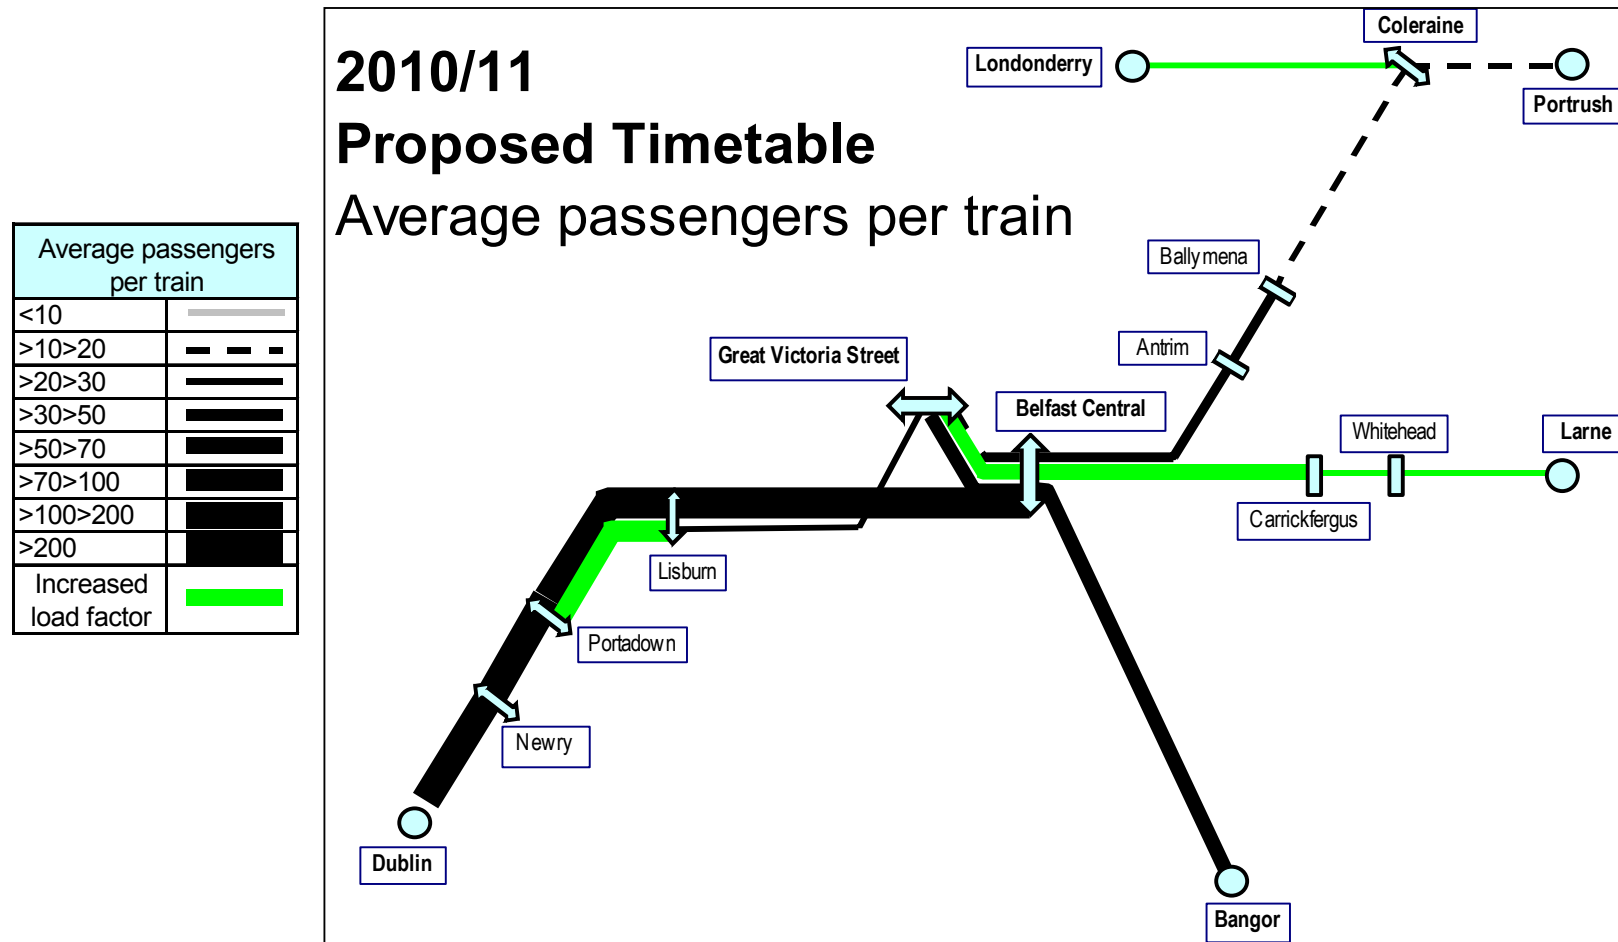 2010/11
Proposed Timetable
Average passengers per train
Average passengers
per train
<10
>10>20
>20>30
>30>50
>50>70
>70>100
>100>200
>200
Increased
load factor
Coleraine
Londonderry
Portrush
Ballymena
Antrim
Great Victoria Street
Belfast Central
Whitehead
Larne
Carrickfergus
Lisburn
Portadown
Newry
Dublin
Bangor